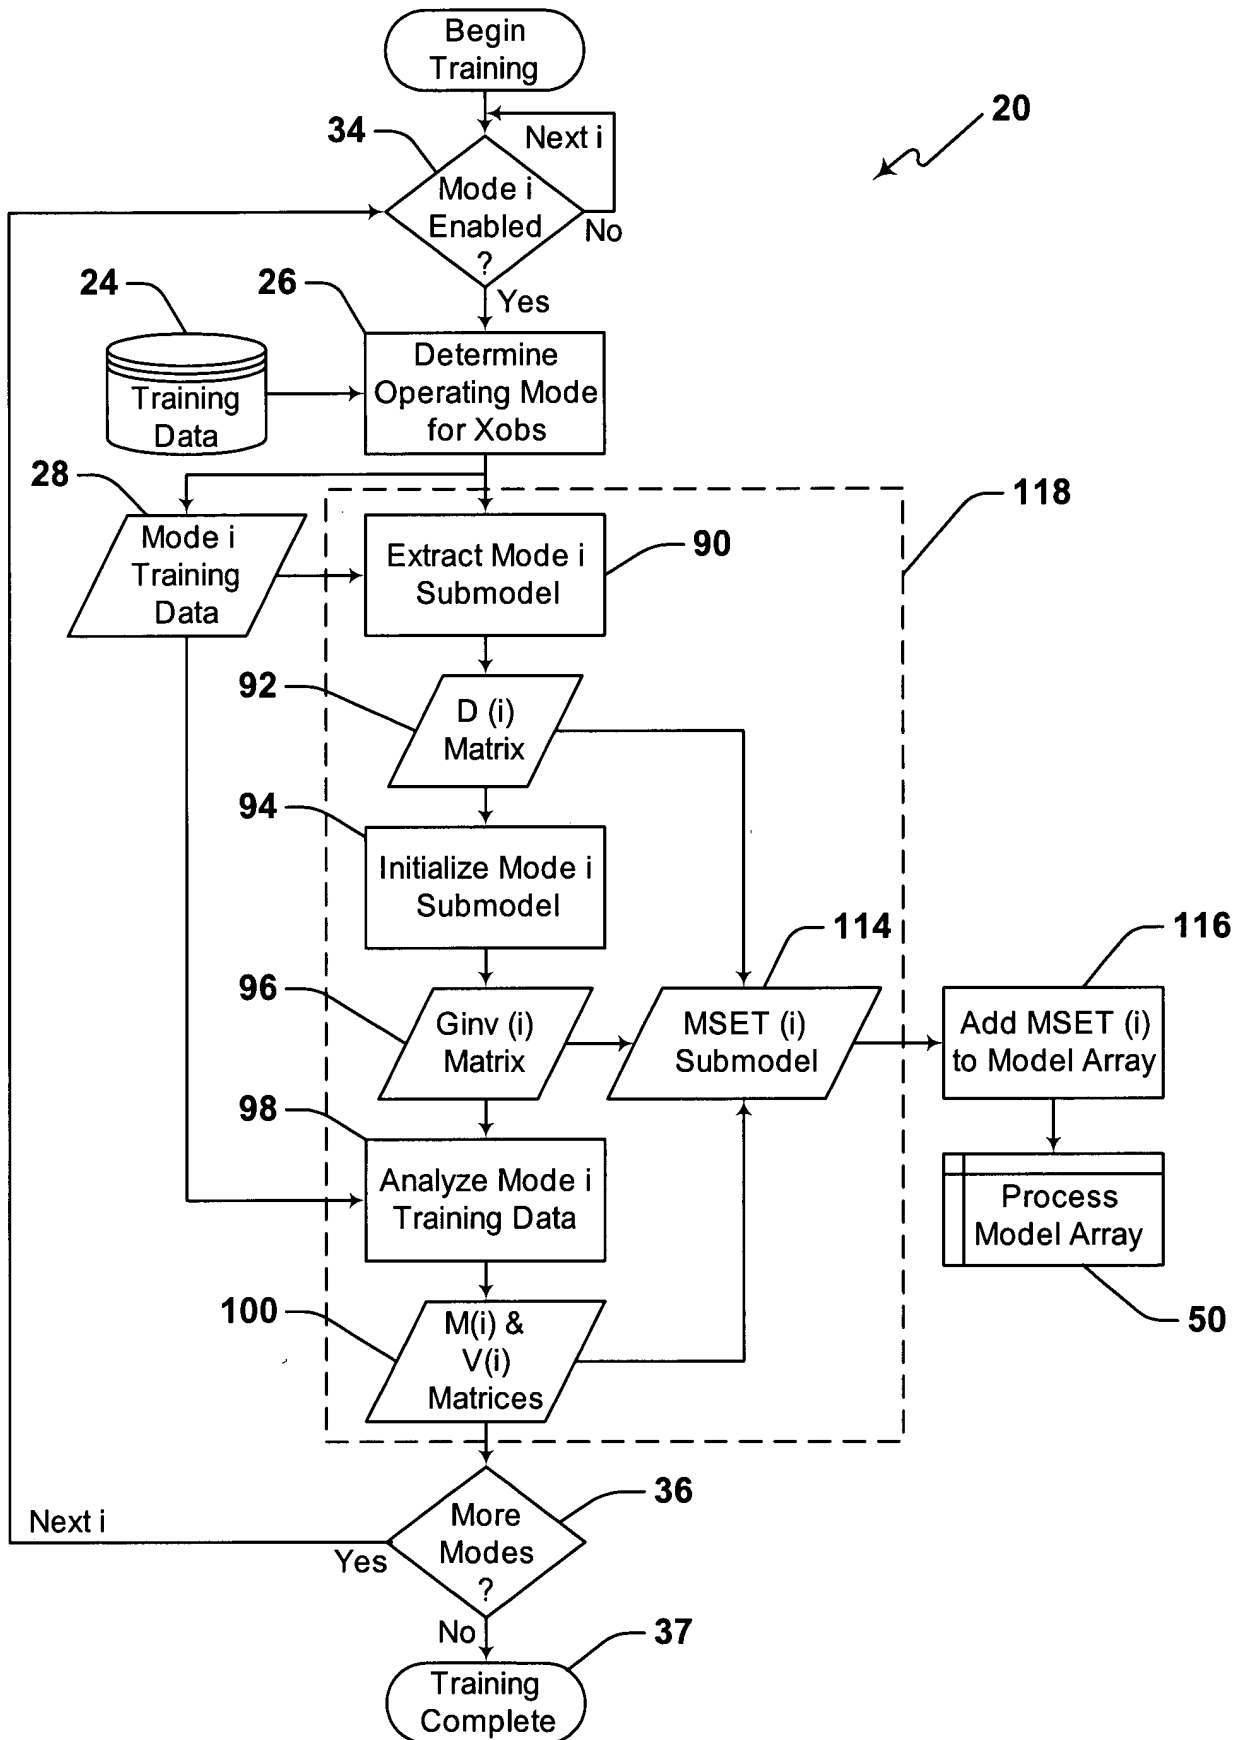 Begin
Training
20
34
Next i
Mode i
Enabled
?
No
Yes
24
26
Training
Data
Determine
Operating Mode
for Xobs
28
118
Mode i
Training
Data
Extract Mode i
Submodel
90
92
D (i)
Matrix
94
Initialize Mode i
Submodel
114
116
96
Ginv (i)
Matrix
MSET (i)
Submodel
Add MSET (i)
to Model Array
98
Analyze Mode i
Training Data
Process
Model Array
100
M(i) &
V(i)
Matrices
50
36
Next i
More
Modes
?
Yes
No
37
Training
Complete